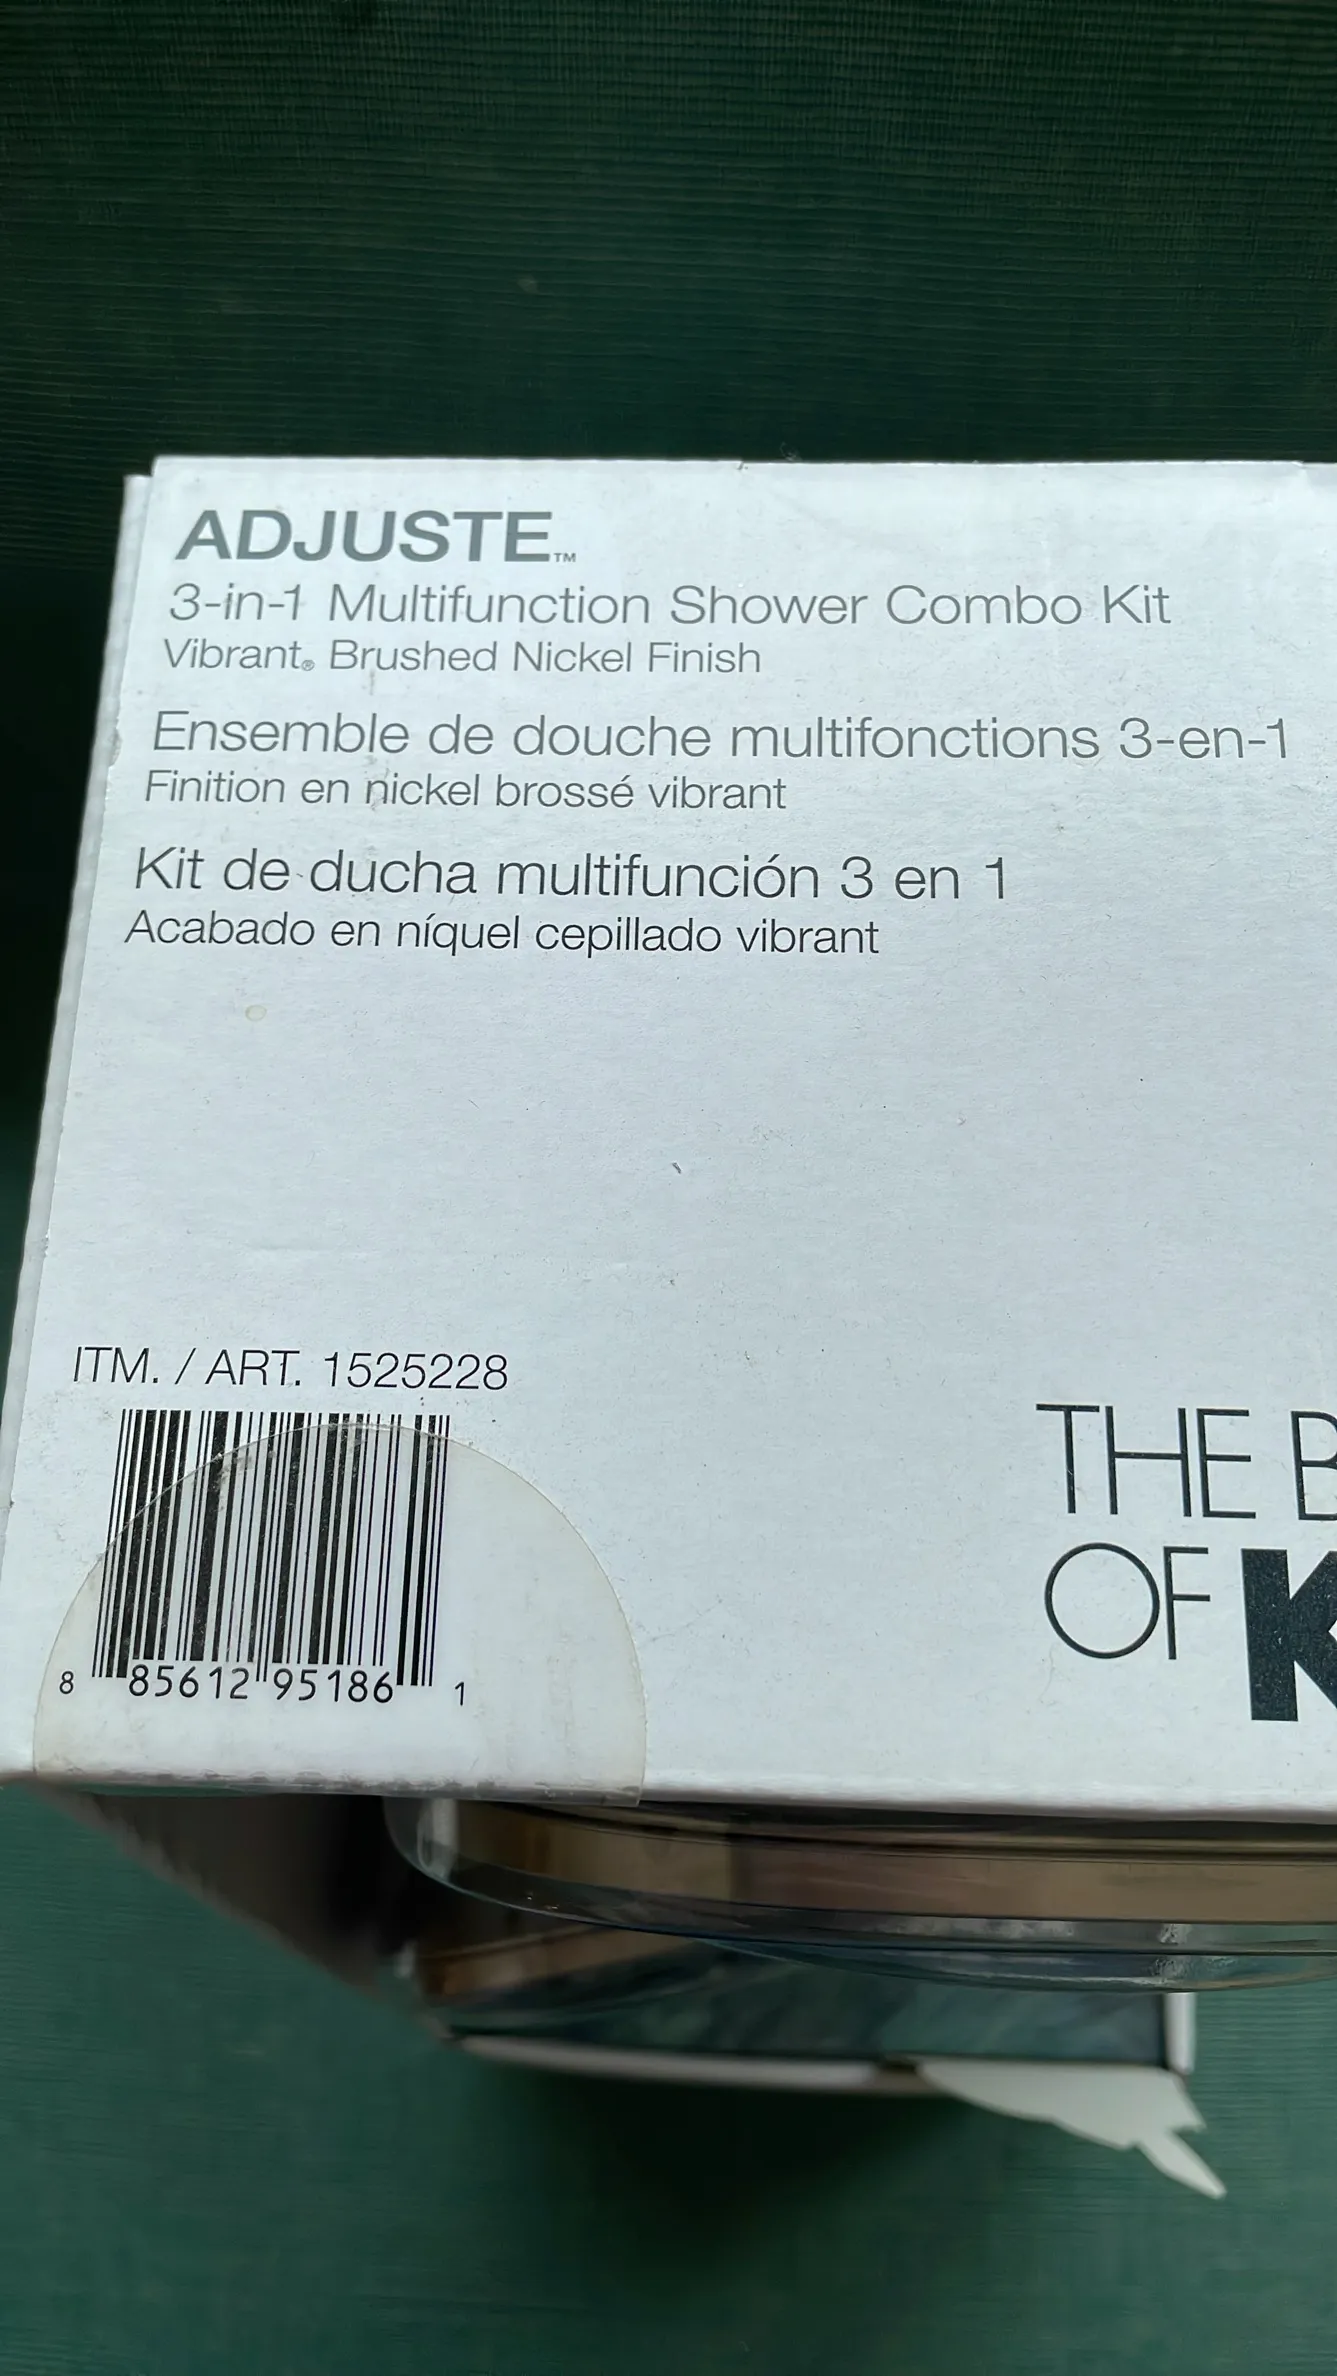 ADJUSTE™
3-in-1 Multifunction Shower Combo Kit
Vibrant® Brushed Nickel Finish
Ensemble de douche multifonctions 3-en-1
Finition en nickel brossé vibrant
Kit de ducha multifunción 3 en 1
Acabado en níquel cepillado vibrant
ITM. / ART. 1525228
8 85612 95186 1
THE B
OF K